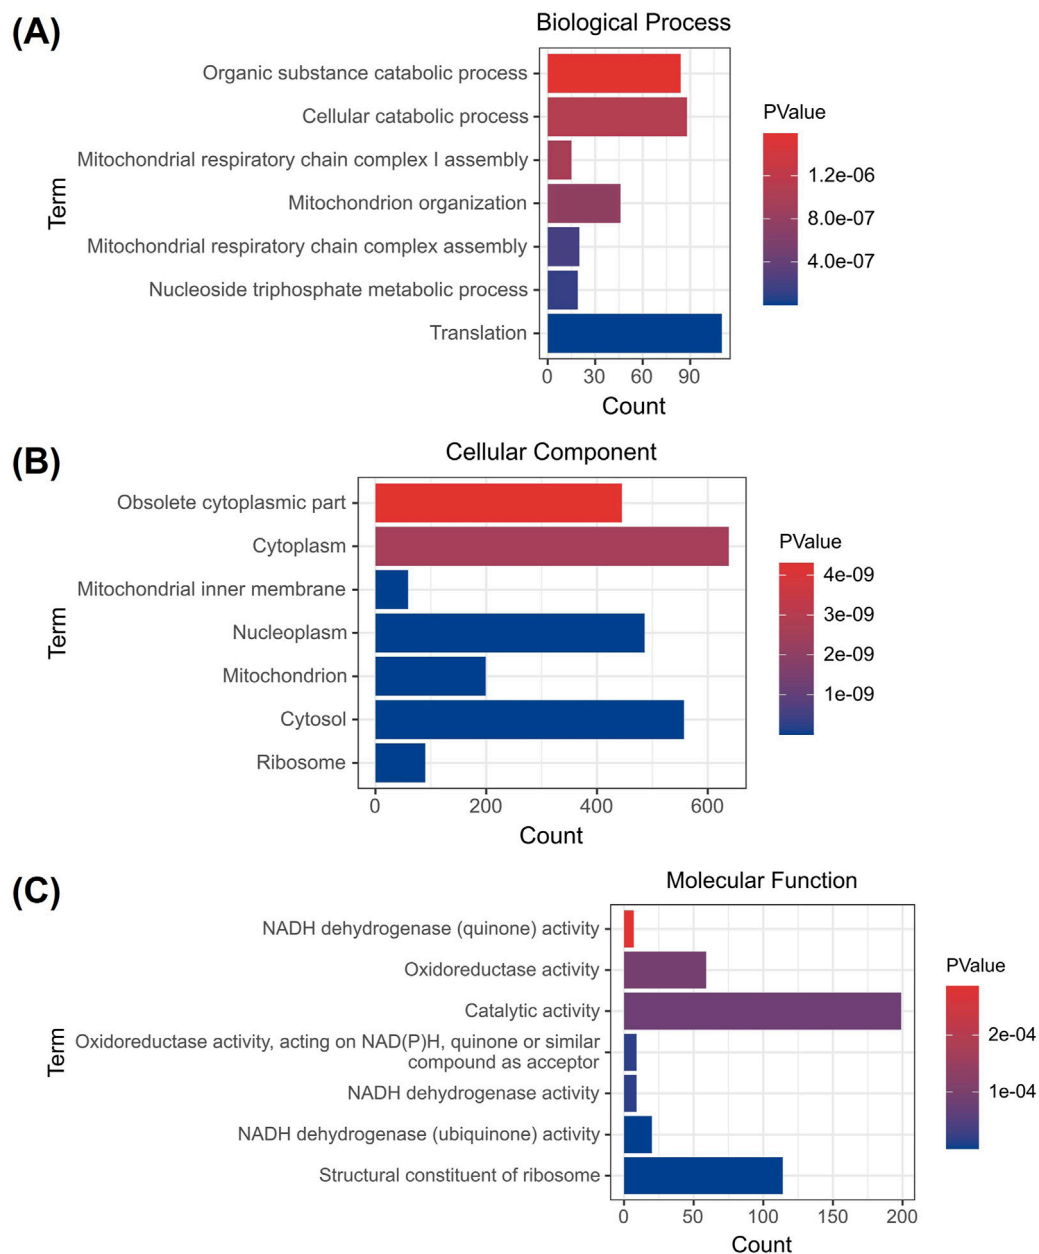 (A)
Biological Process
Term
Organic substance catabolic process
Cellular catabolic process
Mitochondrial respiratory chain complex I assembly
Mitochondrion organization
Mitochondrial respiratory chain complex assembly
Nucleoside triphosphate metabolic process
Translation
0 30 60 90
Count
PValue
1.2e-06
8.0e-07
4.0e-07
(B)
Cellular Component
Term
Obsolete cytoplasmic part
Cytoplasm
Mitochondrial inner membrane
Nucleoplasm
Mitochondrion
Cytosol
Ribosome
0 200 400 600
Count
PValue
4e-09
3e-09
2e-09
1e-09
(C)
Molecular Function
Term
NADH dehydrogenase (quinone) activity
Oxidoreductase activity
Catalytic activity
Oxidoreductase activity, acting on NAD(P)H, quinone or similar
compound as acceptor
NADH dehydrogenase activity
NADH dehydrogenase (ubiquinone) activity
Structural constituent of ribosome
0 50 100 150 200
Count
PValue
2e-04
1e-04